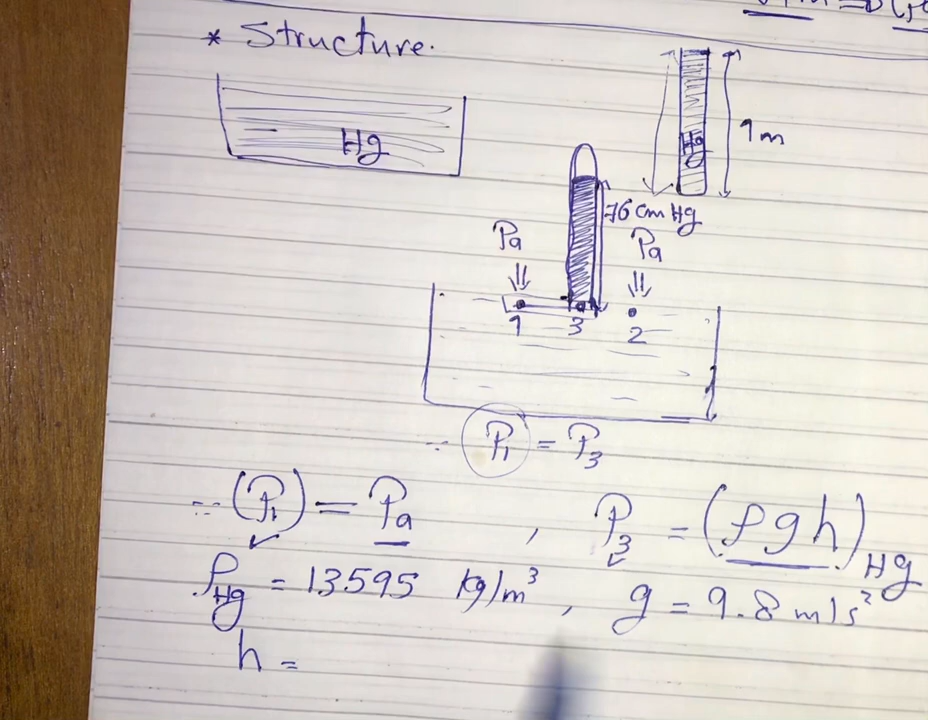 * Structure.
Hg
Hg
1m
76 cm Hg
Pa
Pa
1 3 2
∵ P₁ = P₃
∵ (P₁) = Pa , P₃ = (ρgh)Hg
ρHg = 13595 kg/m³ , g = 9.8 m/s²
h =